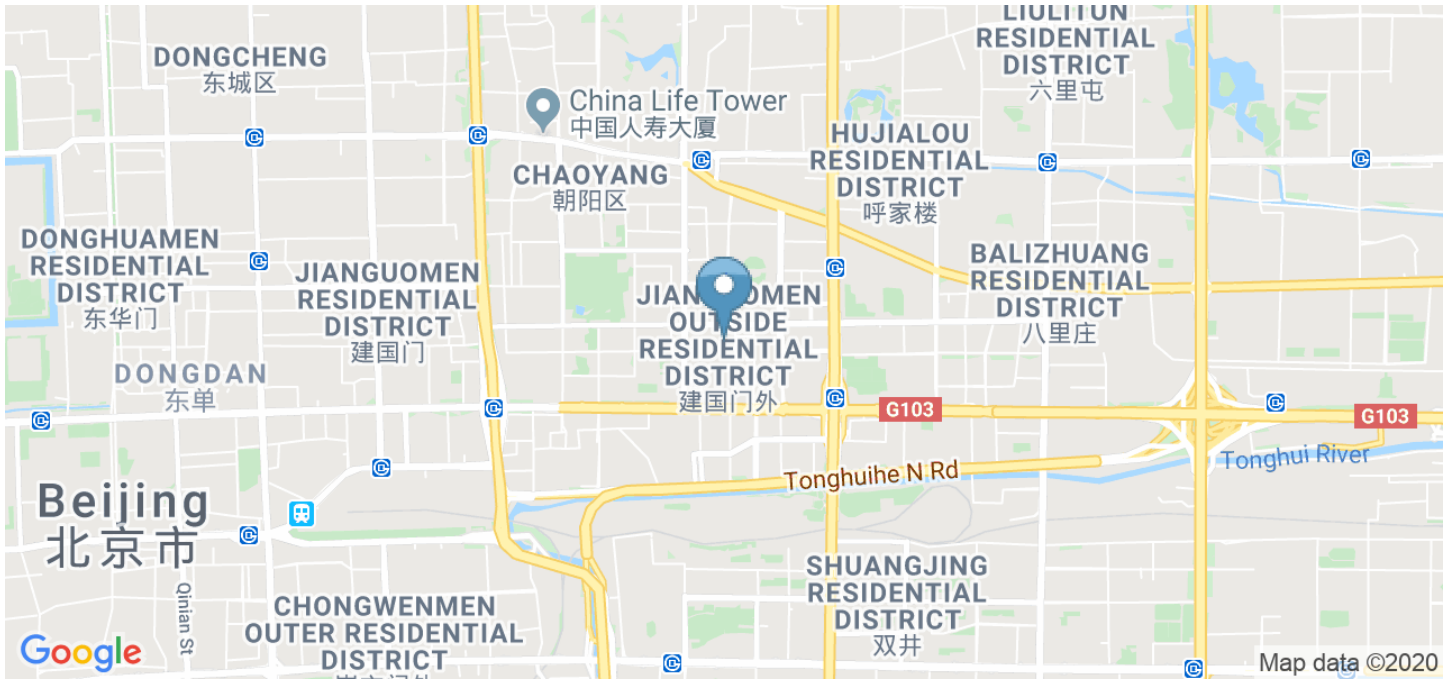 LIULITUN
RESIDENTIAL
DISTRICT
六里屯
DONGCHENG
东城区
China Life Tower
中国人寿大厦
HUJIALOU
RESIDENTIAL
DISTRICT
呼家楼
CHAOYANG
朝阳区
DONGHUAMEN
RESIDENTIAL
DISTRICT
东华门
JIANGUOMEN
RESIDENTIAL
DISTRICT
建国门
JIANGUOMEN
OUTSIDE
RESIDENTIAL
DISTRICT
建国门外
BALIZHUANG
RESIDENTIAL
DISTRICT
八里庄
DONGDAN
东单
G103
G103
Tonghui River
Tonghuihe N Rd
Beijing
北京市
SHUANGJING
RESIDENTIAL
DISTRICT
双井
Qinian St
CHONGWENMEN
OUTER RESIDENTIAL
DISTRICT
Google
Map data ©2020